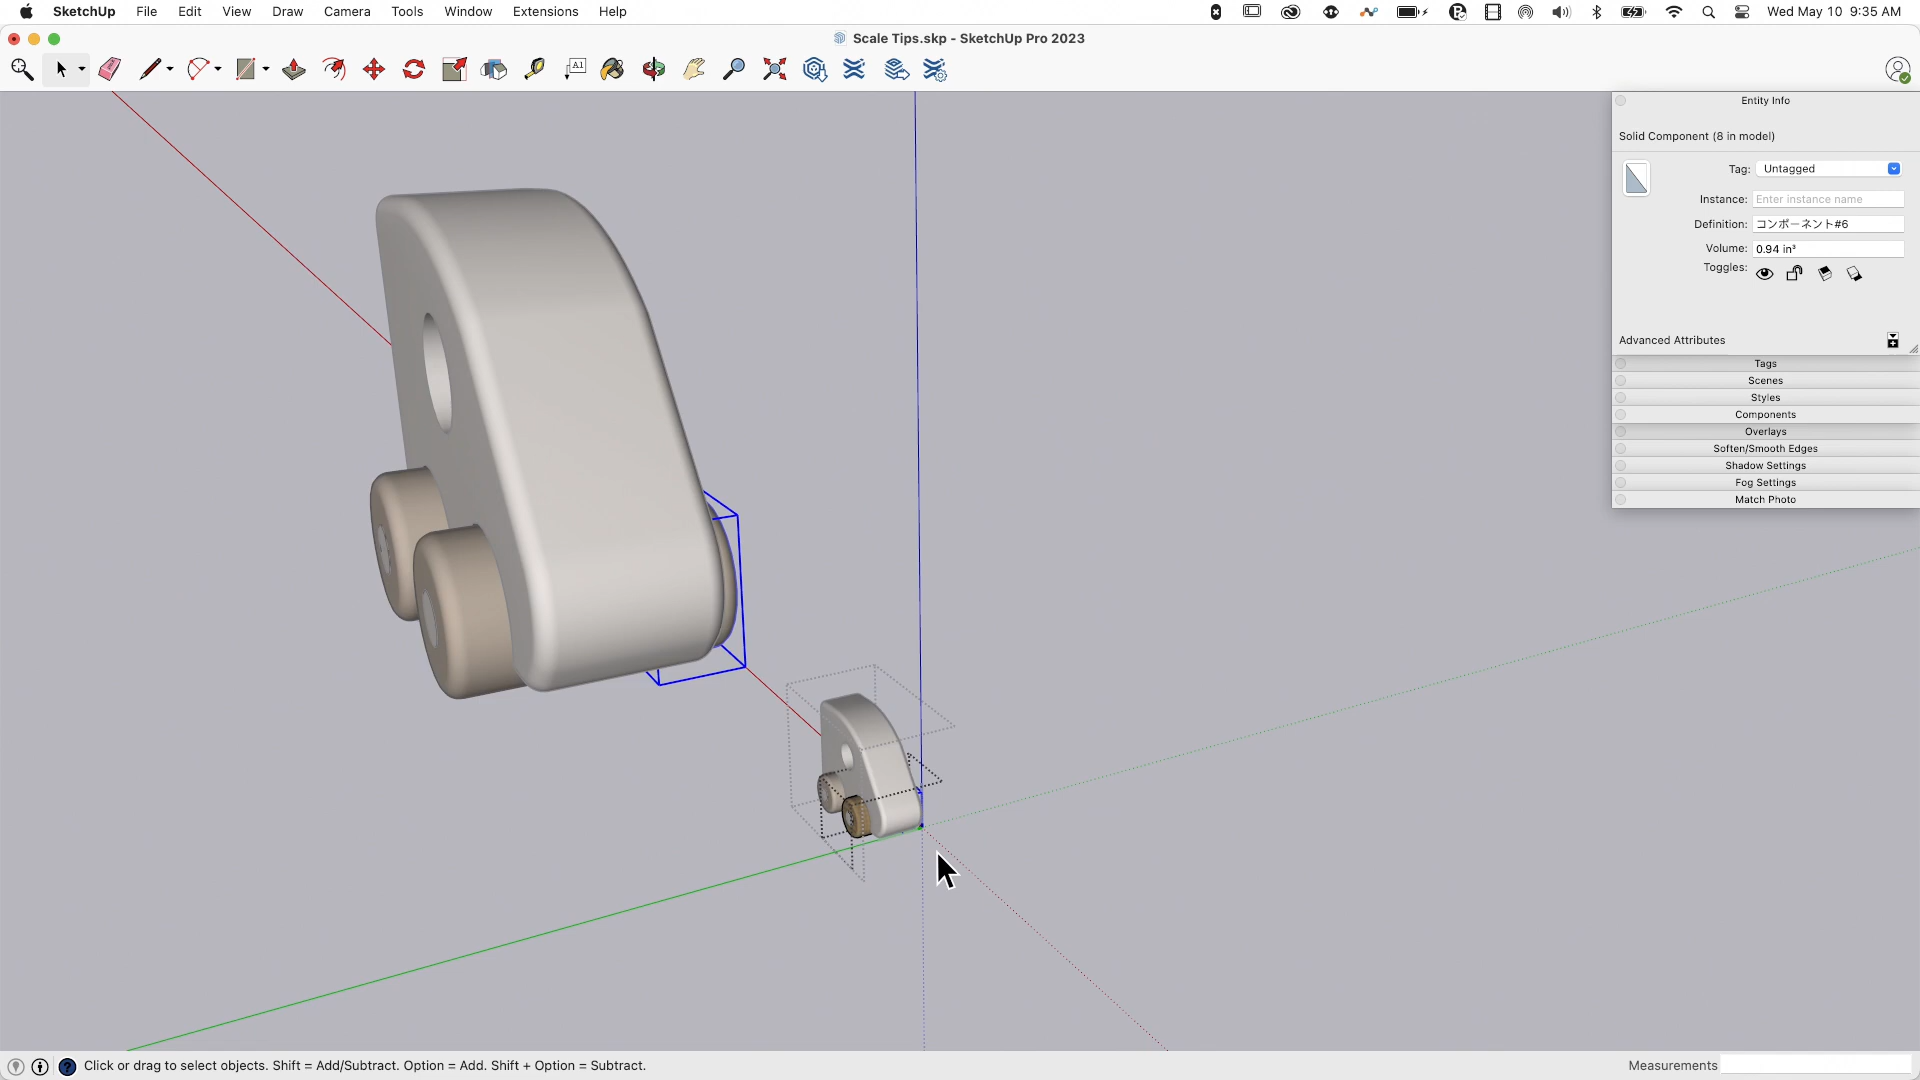 SketchUp File Edit View Draw Camera Tools Window Extensions Help Wed May 10 9:35 AM
Scale Tips.skp - SketchUp Pro 2023
A1
Entity Info
Solid Component (8 in model)
Tag: Untagged
Instance: Enter instance name
Definition: コンポーネント#6
Volume: 0.94 in³
Toggles:
Advanced Attributes
Tags
Scenes
Styles
Components
Overlays
Soften/Smooth Edges
Shadow Settings
Fog Settings
Match Photo
Click or drag to select objects. Shift = Add/Subtract. Option = Add. Shift + Option = Subtract. Measurements